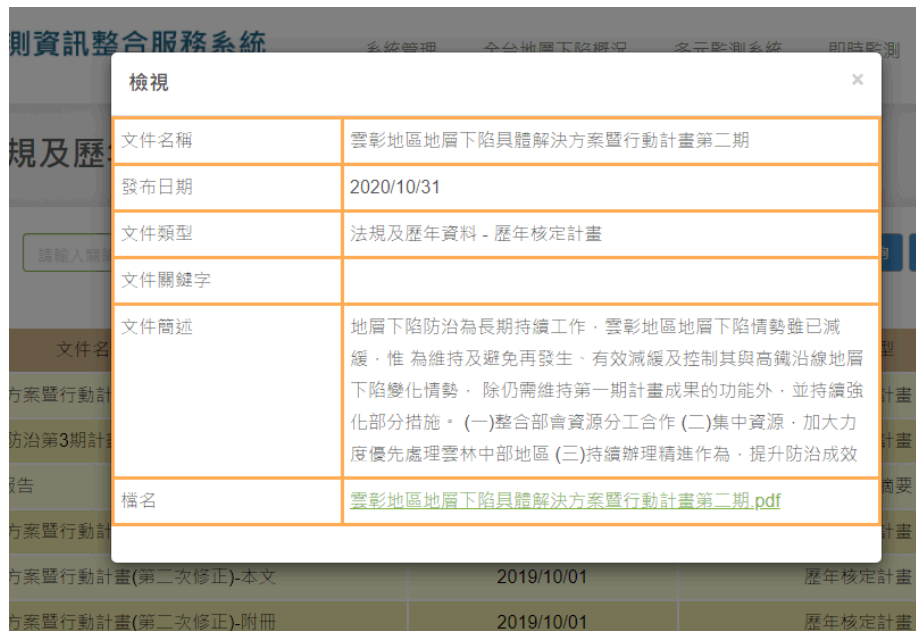 測資訊整合服務系統
系統管理 全台地層下陷概況 多元監測系統 即時監測
檢視 ×
規及歷
文件名稱 雲彰地區地層下陷具體解決方案暨行動計畫第二期
發布日期 2020/10/31
文件類型 法規及歷年資料 - 歷年核定計畫
請輸入關鍵
文件關鍵字
文件簡述 地層下陷防治為長期持續工作，雲彰地區地層下陷情勢雖已減
緩，惟 為維持及避免再發生、有效減緩及控制其與高鐵沿線地層
下陷變化情勢， 除仍需維持第一期計畫成果的功能外，並持續強
化部分措施。 (一)整合部會資源分工合作 (二)集中資源，加大力
度優先處理雲林中部地區 (三)持續辦理精進作為，提升防治成效
文件名 型
方案暨行動計 計畫
防治第3期計畫 計畫
報告 摘要
檔名 雲彰地區地層下陷具體解決方案暨行動計畫第二期.pdf
方案暨行動計 計畫
方案暨行動計畫(第二次修正)-本文 2019/10/01 歷年核定計畫
方案暨行動計畫(第二次修正)-附冊 2019/10/01 歷年核定計畫